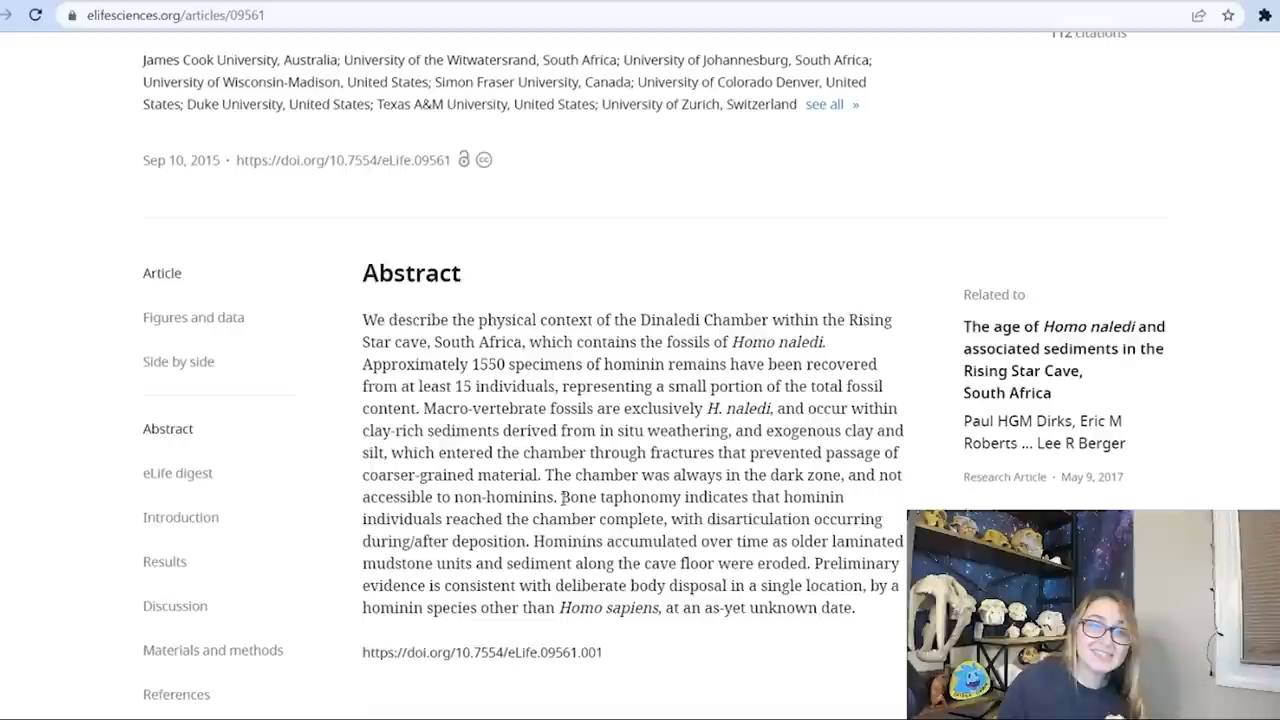 elifesciences.org/articles/09561
112 citations
James Cook University, Australia; University of the Witwatersrand, South Africa; University of Johannesburg, South Africa;
University of Wisconsin-Madison, United States; Simon Fraser University, Canada; University of Colorado Denver, United
States; Duke University, United States; Texas A&M University, United States; University of Zurich, Switzerland see all »
Sep 10, 2015 · https://doi.org/10.7554/eLife.09561
Article
Figures and data
Side by side
Abstract
eLife digest
Introduction
Results
Discussion
Materials and methods
References
Abstract
We describe the physical context of the Dinaledi Chamber within the Rising
Star cave, South Africa, which contains the fossils of Homo naledi.
Approximately 1550 specimens of hominin remains have been recovered
from at least 15 individuals, representing a small portion of the total fossil
content. Macro-vertebrate fossils are exclusively H. naledi, and occur within
clay-rich sediments derived from in situ weathering, and exogenous clay and
silt, which entered the chamber through fractures that prevented passage of
coarser-grained material. The chamber was always in the dark zone, and not
accessible to non-hominins. Bone taphonomy indicates that hominin
individuals reached the chamber complete, with disarticulation occurring
during/after deposition. Hominins accumulated over time as older laminated
mudstone units and sediment along the cave floor were eroded. Preliminary
evidence is consistent with deliberate body disposal in a single location, by a
hominin species other than Homo sapiens, at an as-yet unknown date.
https://doi.org/10.7554/eLife.09561.001
Related to
The age of Homo naledi and
associated sediments in the
Rising Star Cave,
South Africa
Paul HGM Dirks, Eric M
Roberts ... Lee R Berger
Research Article · May 9, 2017